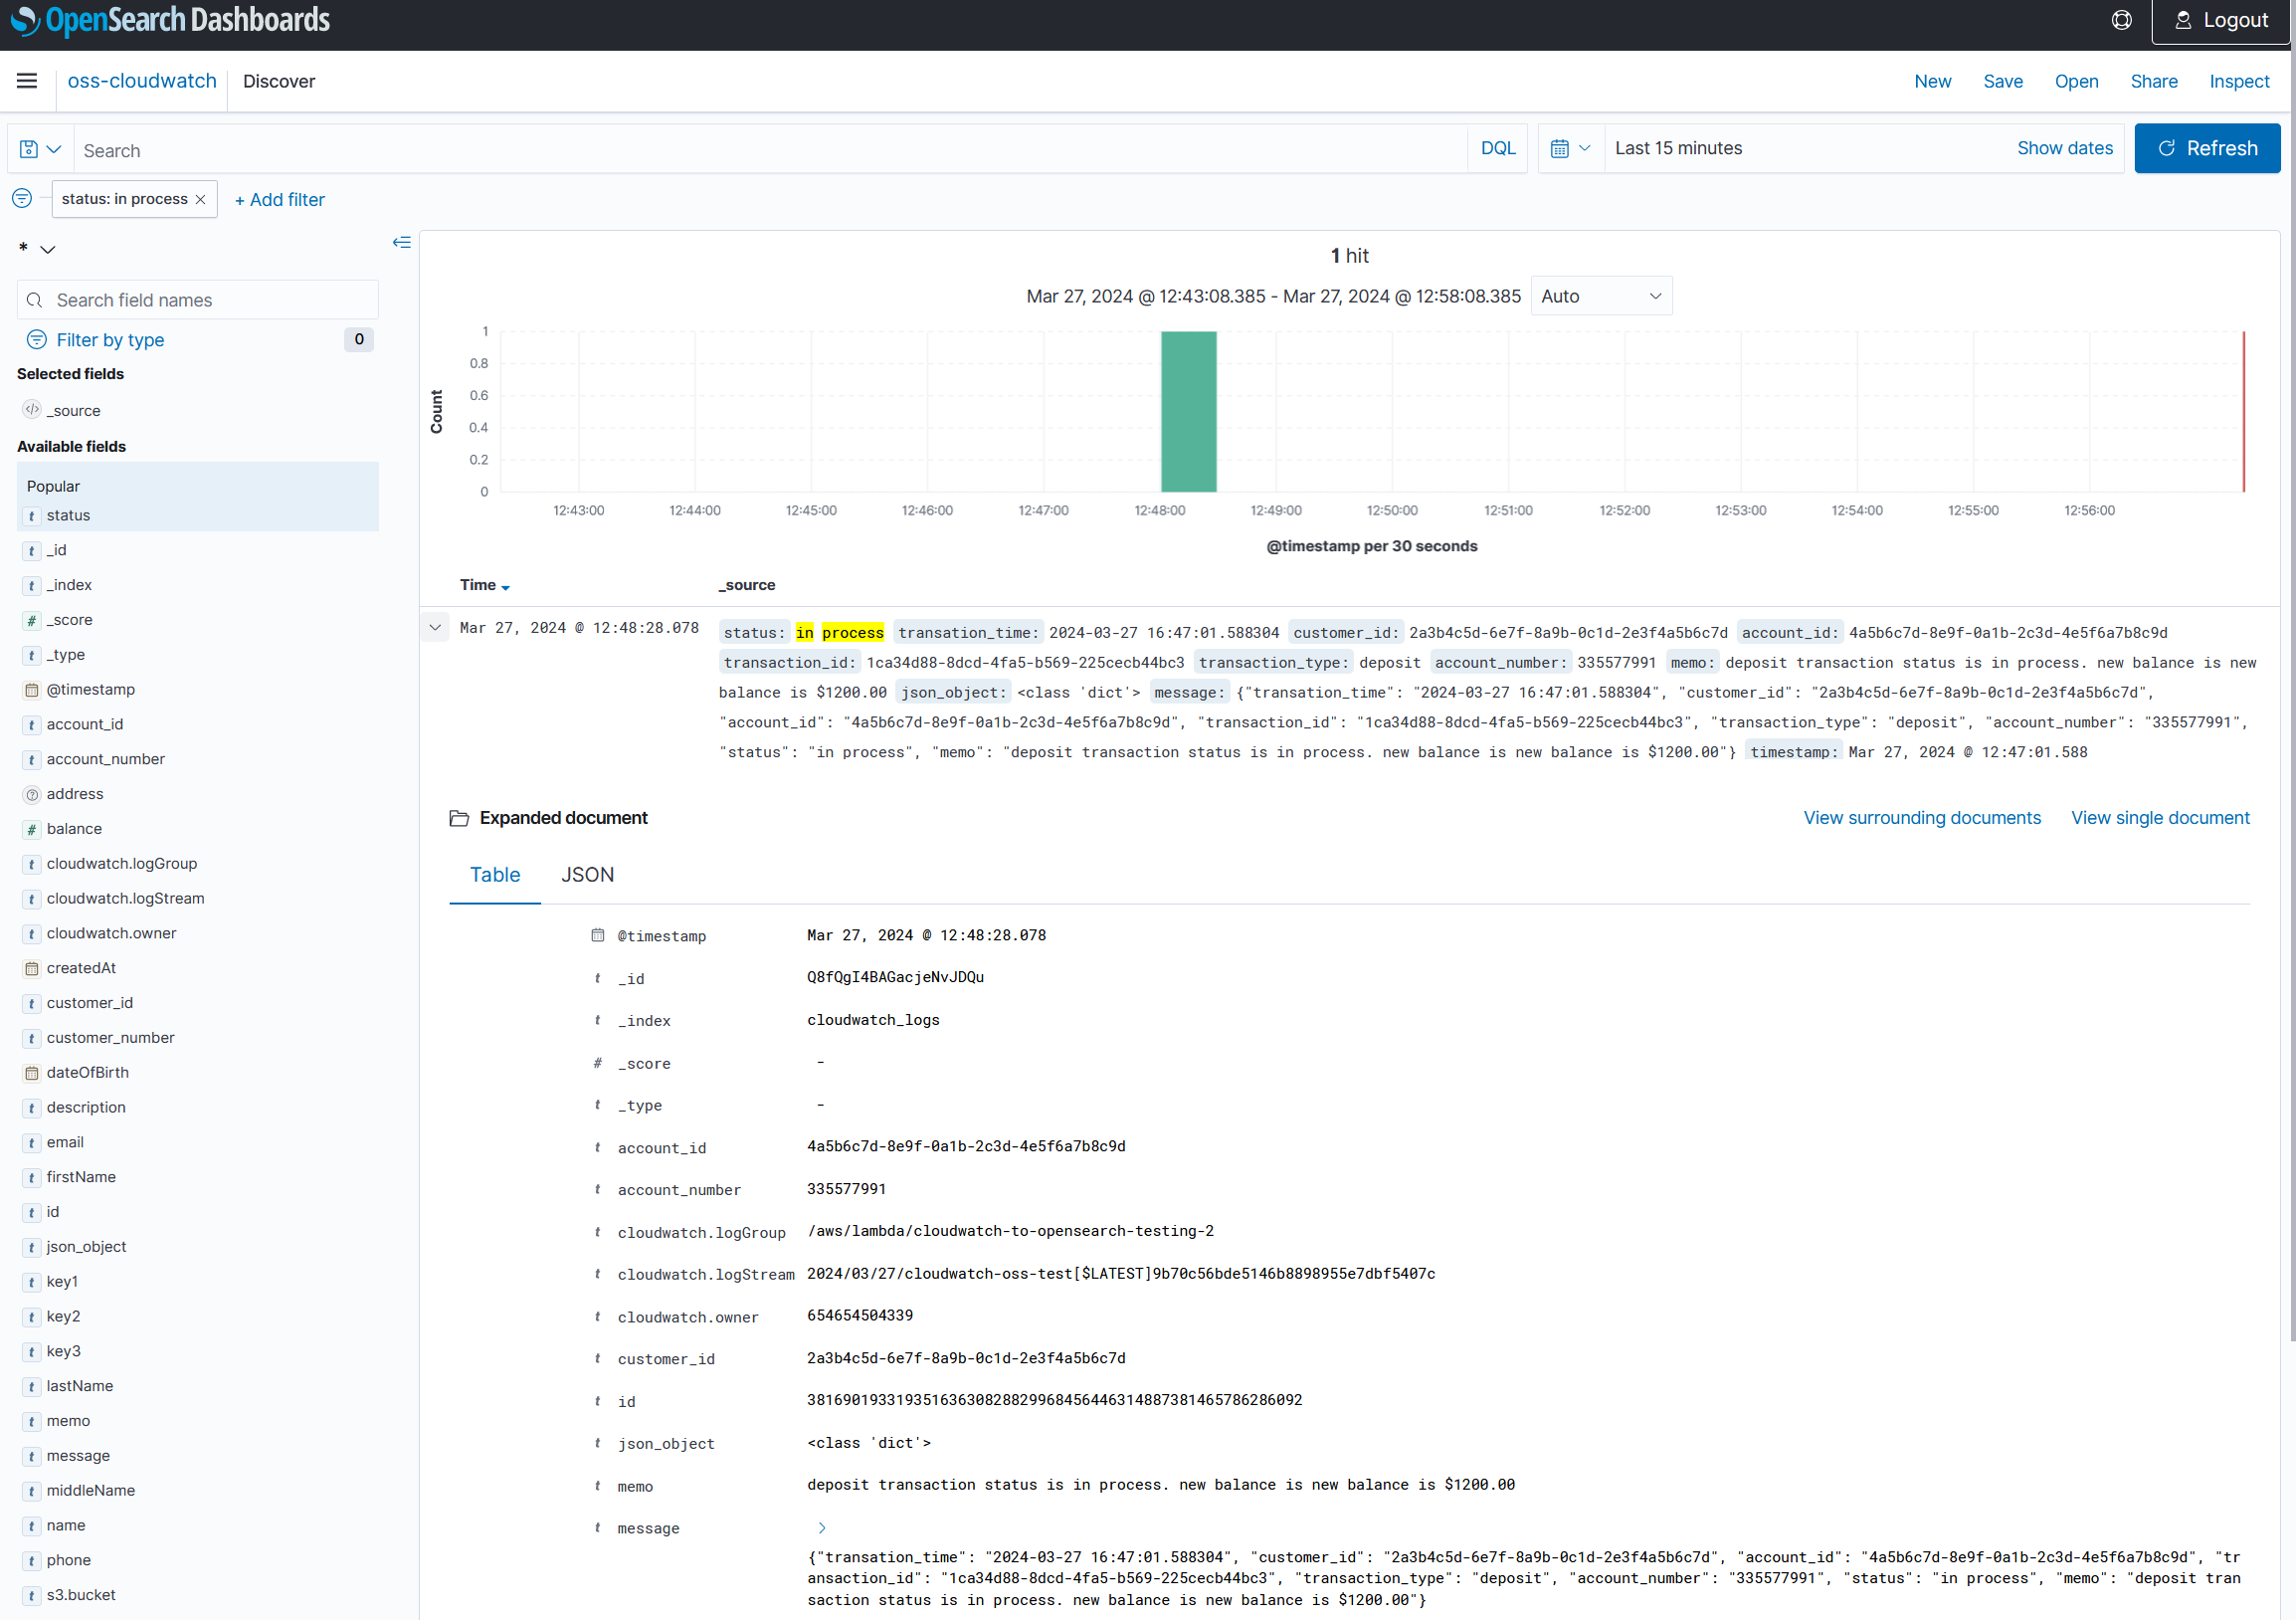 OpenSearch Dashboards
Logout
oss-cloudwatch
Discover
New
Save
Open
Share
Inspect
Search
DQL
Last 15 minutes
Show dates
Refresh
status: in process ×
+ Add filter
*
Search field names
Filter by type
0
Selected fields
_source
Available fields
Popular
t status
t _id
t _index
# _score
t _type
@timestamp
t account_id
t account_number
address
# balance
t cloudwatch.logGroup
t cloudwatch.logStream
t cloudwatch.owner
createdAt
t customer_id
t customer_number
dateOfBirth
t description
t email
t firstName
t id
t json_object
t key1
t key2
t key3
t lastName
t memo
t message
t middleName
t name
t phone
t s3.bucket
1 hit
Mar 27, 2024 @ 12:43:08.385 - Mar 27, 2024 @ 12:58:08.385
Auto
Count
1
0.8
0.6
0.4
0.2
0
12:43:00 12:44:00 12:45:00 12:46:00 12:47:00 12:48:00 12:49:00 12:50:00 12:51:00 12:52:00 12:53:00 12:54:00 12:55:00 12:56:00
@timestamp per 30 seconds
Time
_source
Mar 27, 2024 @ 12:48:28.078
status: in process transation_time: 2024-03-27 16:47:01.588304 customer_id: 2a3b4c5d-6e7f-8a9b-0c1d-2e3f4a5b6c7d account_id: 4a5b6c7d-8e9f-0a1b-2c3d-4e5f6a7b8c9d
transaction_id: 1ca34d88-8dcd-4fa5-b569-225cecb44bc3 transaction_type: deposit account_number: 335577991 memo: deposit transaction status is in process. new balance is new
balance is $1200.00 json_object: <class 'dict'> message: {"transation_time": "2024-03-27 16:47:01.588304", "customer_id": "2a3b4c5d-6e7f-8a9b-0c1d-2e3f4a5b6c7d",
"account_id": "4a5b6c7d-8e9f-0a1b-2c3d-4e5f6a7b8c9d", "transaction_id": "1ca34d88-8dcd-4fa5-b569-225cecb44bc3", "transaction_type": "deposit", "account_number": "335577991",
"status": "in process", "memo": "deposit transaction status is in process. new balance is new balance is $1200.00"} timestamp: Mar 27, 2024 @ 12:47:01.588
Expanded document
View surrounding documents
View single document
Table
JSON
@timestamp Mar 27, 2024 @ 12:48:28.078
t _id Q8fQgI4BAGacjeNvJDQu
t _index cloudwatch_logs
# _score -
t _type -
t account_id 4a5b6c7d-8e9f-0a1b-2c3d-4e5f6a7b8c9d
t account_number 335577991
t cloudwatch.logGroup /aws/lambda/cloudwatch-to-opensearch-testing-2
t cloudwatch.logStream 2024/03/27/cloudwatch-oss-test[$LATEST]9b70c56bde5146b8898955e7dbf5407c
t cloudwatch.owner 654654504339
t customer_id 2a3b4c5d-6e7f-8a9b-0c1d-2e3f4a5b6c7d
t id 38169019331935163630828829968456446314887381465786286092
t json_object <class 'dict'>
t memo deposit transaction status is in process. new balance is new balance is $1200.00
t message
{"transation_time": "2024-03-27 16:47:01.588304", "customer_id": "2a3b4c5d-6e7f-8a9b-0c1d-2e3f4a5b6c7d", "account_id": "4a5b6c7d-8e9f-0a1b-2c3d-4e5f6a7b8c9d", "tr
ansaction_id": "1ca34d88-8dcd-4fa5-b569-225cecb44bc3", "transaction_type": "deposit", "account_number": "335577991", "status": "in process", "memo": "deposit tran
saction status is in process. new balance is new balance is $1200.00"}